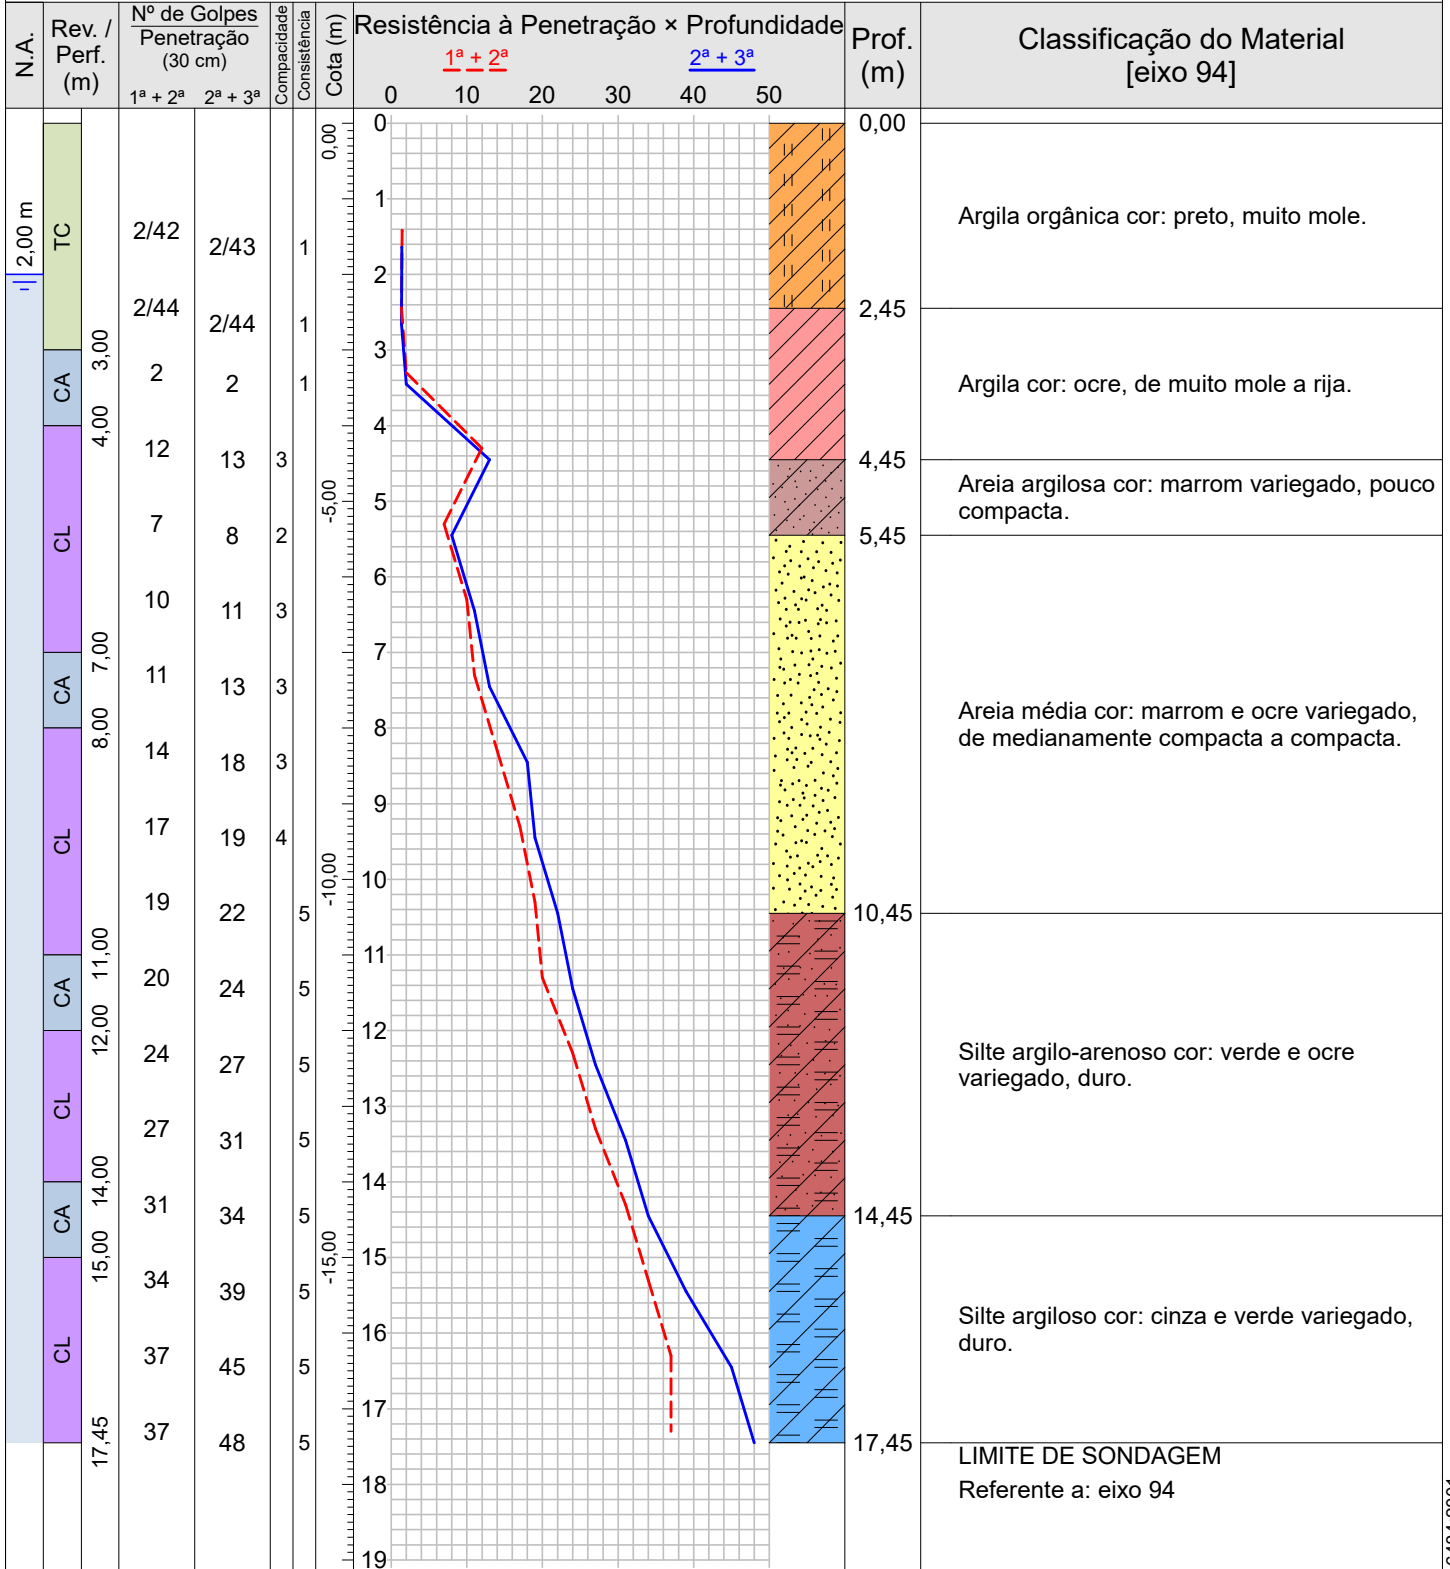 N.A.
Rev. /
Perf.
(m)
Nº de Golpes
Penetração
(30 cm)
1ª + 2ª 2ª + 3ª
Compacidade
Consistência
Cota (m)
Resistência à Penetração × Profundidade
1ª + 2ª 2ª + 3ª
0 10 20 30 40 50
Prof.
(m)
Classificação do Material
[eixo 94]
2,00 m
TC
3,00
CA
4,00
CL
7,00
CA
8,00
CL
11,00
CA
12,00
CL
14,00
CA
15,00
CL
17,45
2/42 2/43 1
2/44 2/44 1
2 2 1
12 13 3
7 8 2
10 11 3
11 13 3
14 18 3
17 19 4
19 22 5
20 24 5
24 27 5
27 31 5
31 34 5
34 39 5
37 45 5
37 48 5
0,00
-5,00
-10,00
-15,00
0
1
2
3
4
5
6
7
8
9
10
11
12
13
14
15
16
17
18
19
0,00
Argila orgânica cor: preto, muito mole.
2,45
Argila cor: ocre, de muito mole a rija.
4,45
Areia argilosa cor: marrom variegado, pouco
compacta.
5,45
Areia média cor: marrom e ocre variegado,
de medianamente compacta a compacta.
10,45
Silte argilo-arenoso cor: verde e ocre
variegado, duro.
14,45
Silte argiloso cor: cinza e verde variegado,
duro.
17,45
LIMITE DE SONDAGEM
Referente a: eixo 94